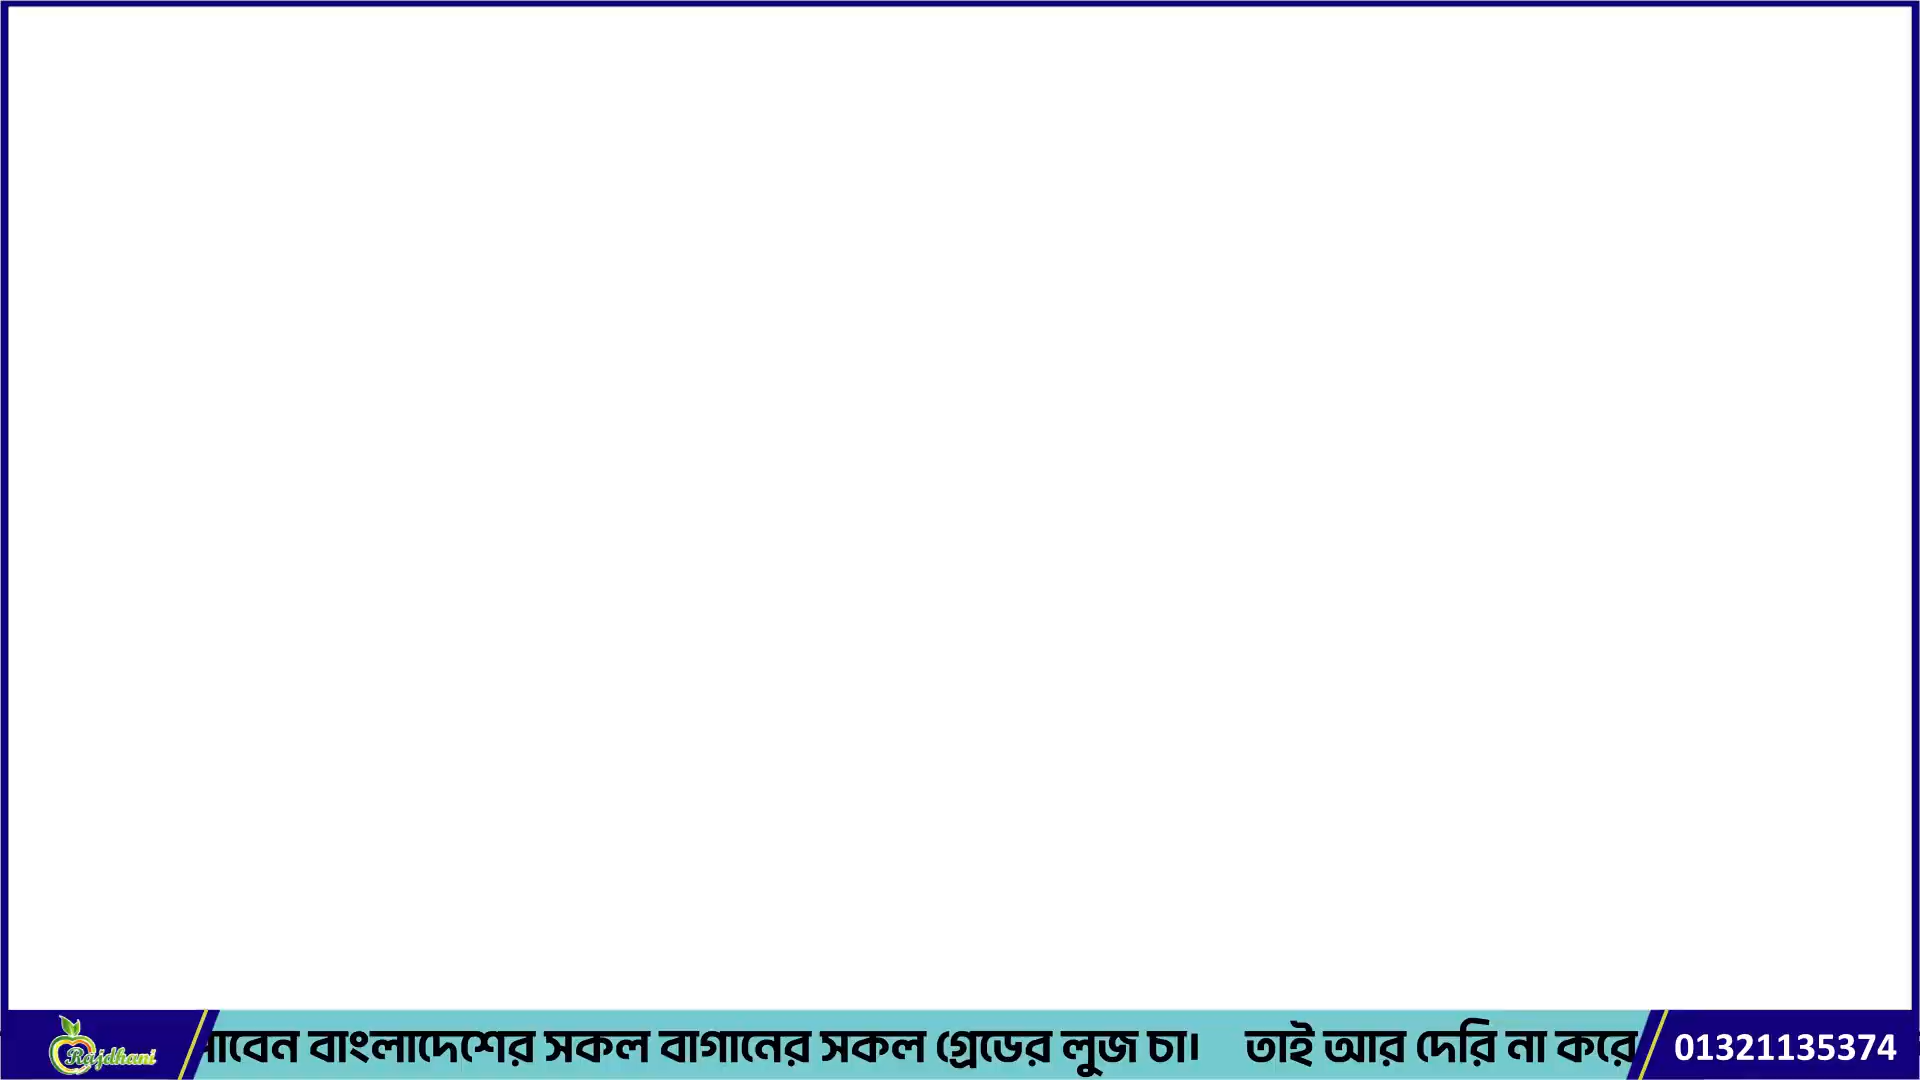 Rajdhani
বাংলাদেশের সকল বাগানের সকল গ্রেডের লুজ চা। তাই আর দেরি না করে
01321135374